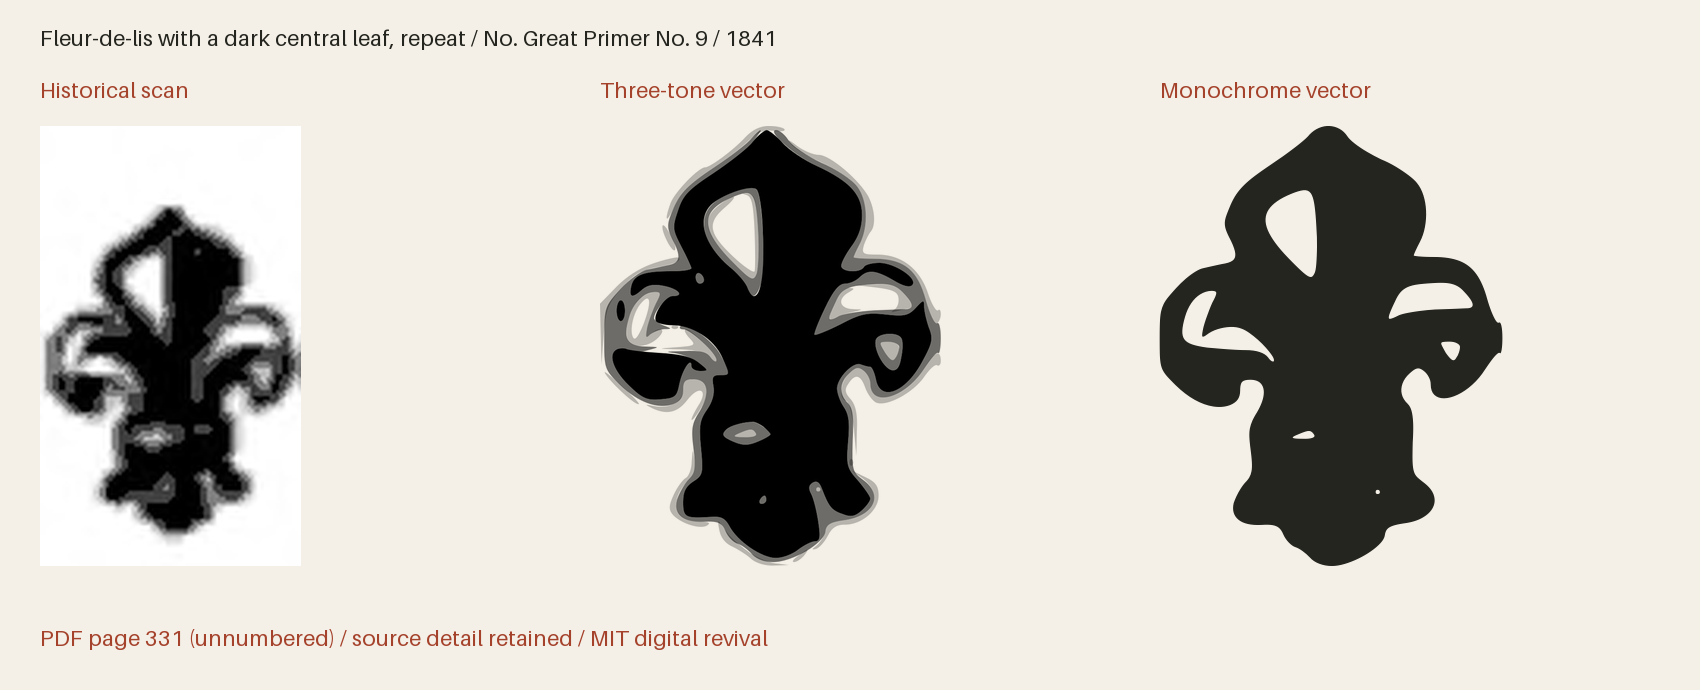 Fleur-de-lis with a dark central leaf, repeat / No. Great Primer No. 9 / 1841
Historical scan
Three-tone vector
Monochrome vector
PDF page 331 (unnumbered) / source detail retained / MIT digital revival